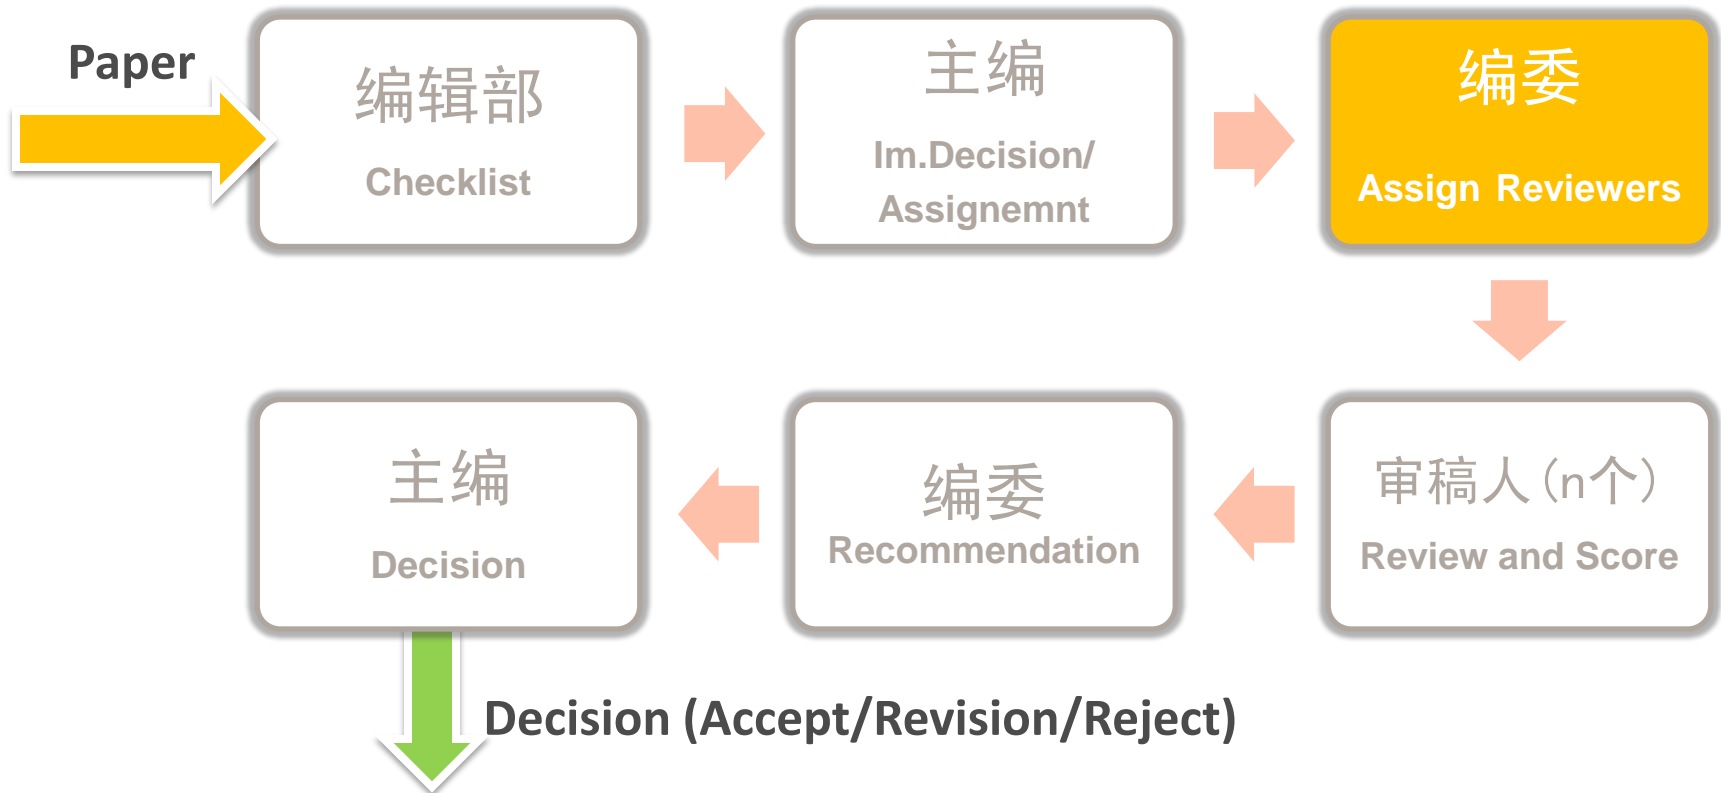 Paper
编辑部
Checklist
主编
Im.Decision/
Assignemnt
编委
Assign Reviewers
审稿人(n个)
Review and Score
编委
Recommendation
主编
Decision
Decision (Accept/Revision/Reject)